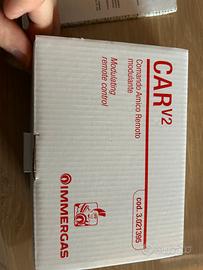 CAR V2
Comando Amico Remoto
modulante
Modulating
remote control
cod. 3.021395
IMMERGAS